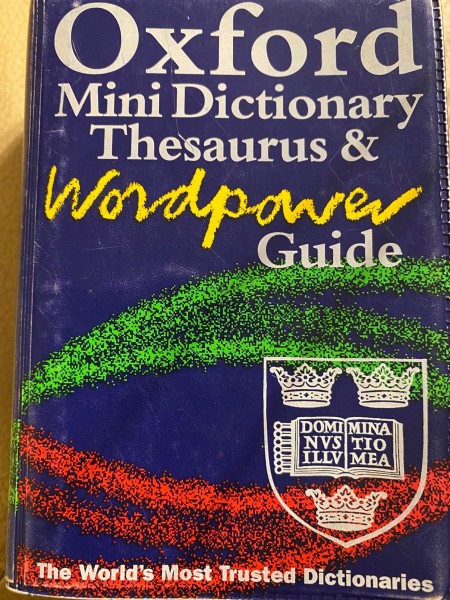 Oxford
Mini Dictionary
Thesaurus &
Wordpower
Guide
DOMI MINA
NVS TIO
ILLV MEA
The World's Most Trusted Dictionaries